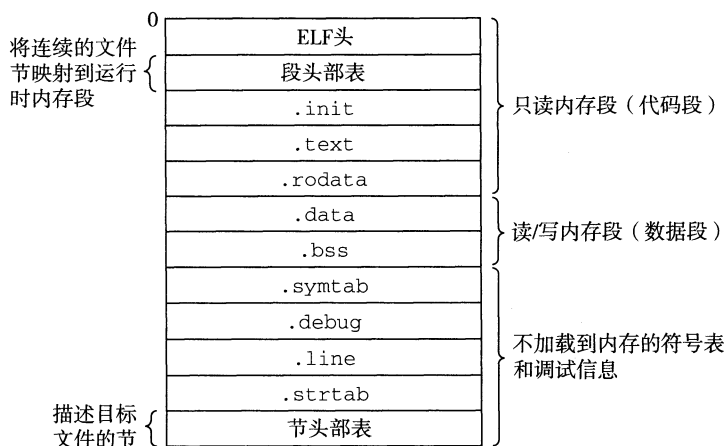 0
ELF头
将连续的文件
节映射到运行
时内存段
段头部表
.init
.text
.rodata
只读内存段（代码段）
.data
.bss
读/写内存段（数据段）
.symtab
.debug
.line
.strtab
不加载到内存的符号表
和调试信息
描述目标
文件的节
节头部表